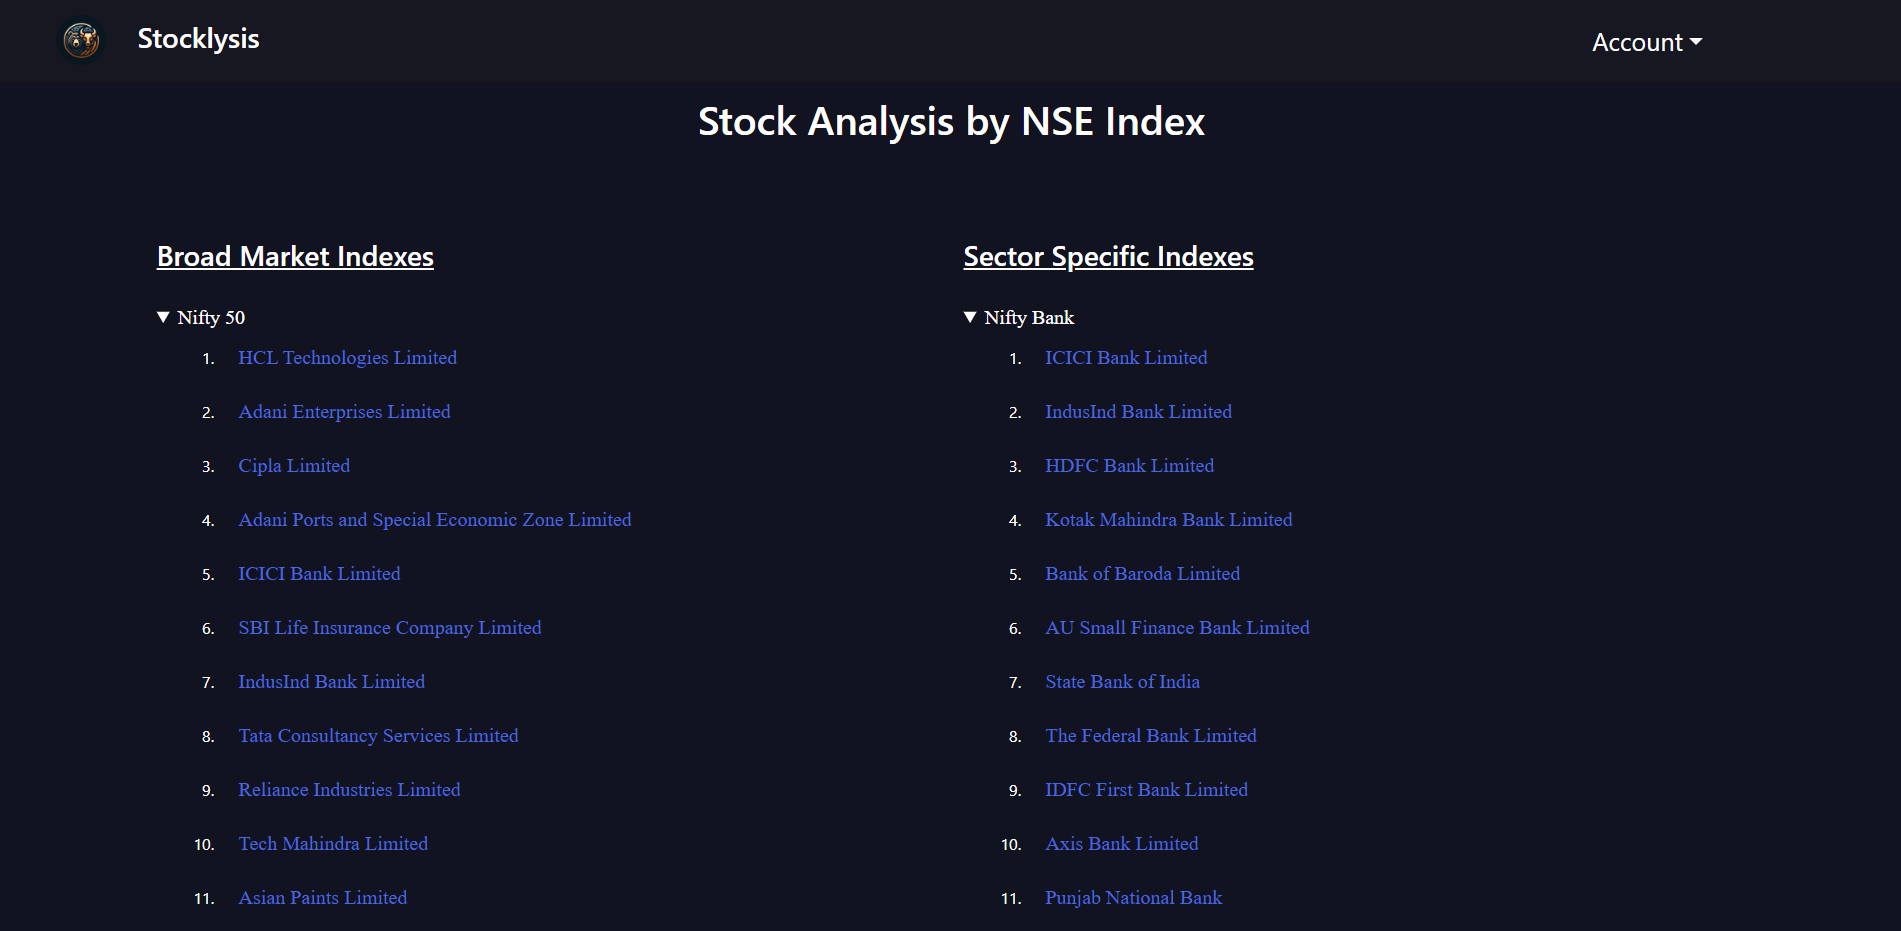 Stocklysis
Account
Stock Analysis by NSE Index
Broad Market Indexes
Nifty 50
1. HCL Technologies Limited
2. Adani Enterprises Limited
3. Cipla Limited
4. Adani Ports and Special Economic Zone Limited
5. ICICI Bank Limited
6. SBI Life Insurance Company Limited
7. IndusInd Bank Limited
8. Tata Consultancy Services Limited
9. Reliance Industries Limited
10. Tech Mahindra Limited
11. Asian Paints Limited
Sector Specific Indexes
Nifty Bank
1. ICICI Bank Limited
2. IndusInd Bank Limited
3. HDFC Bank Limited
4. Kotak Mahindra Bank Limited
5. Bank of Baroda Limited
6. AU Small Finance Bank Limited
7. State Bank of India
8. The Federal Bank Limited
9. IDFC First Bank Limited
10. Axis Bank Limited
11. Punjab National Bank